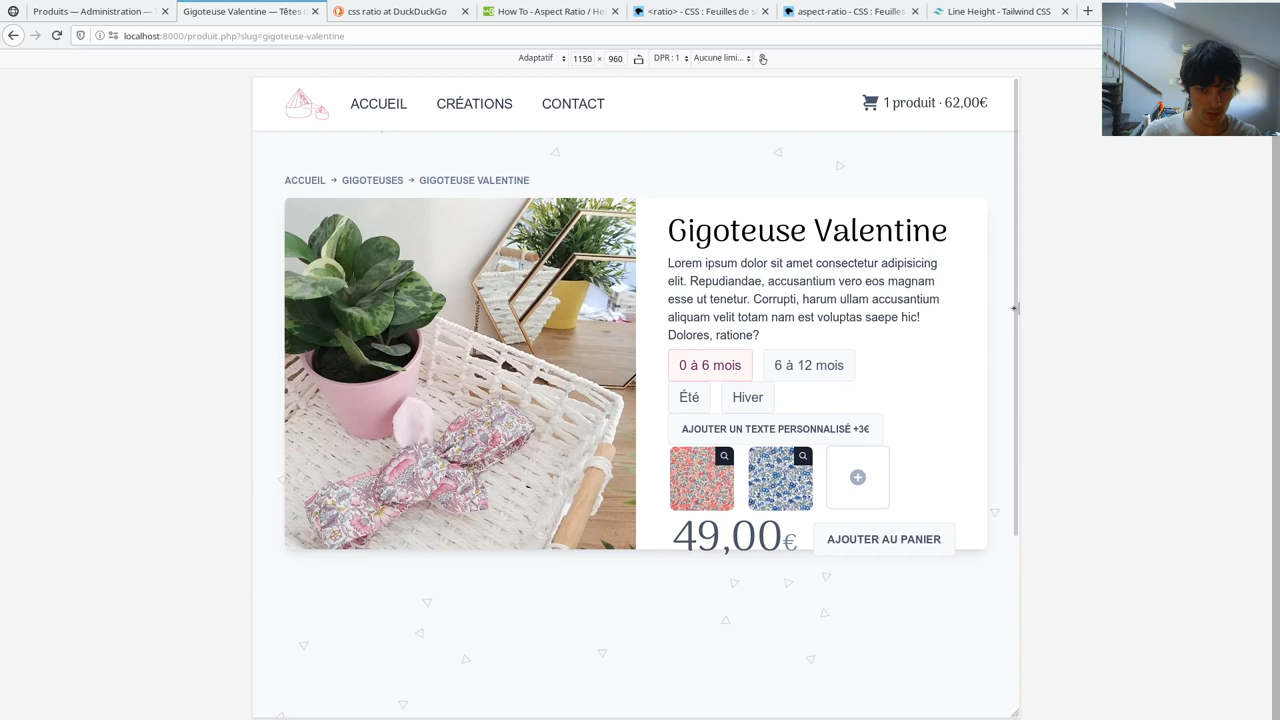 Produits — Administration — T
Gigoteuse Valentine — Têtes c
css ratio at DuckDuckGo
How To - Aspect Ratio / Hei
<ratio> - CSS : Feuilles de s
aspect-ratio - CSS : Feuilles
Line Height - Tailwind CSS
localhost:8000/produit.php?slug=gigoteuse-valentine
Adaptatif 1150 × 960 DPR : 1 Aucune limi...
ACCUEIL CRÉATIONS CONTACT
1 produit · 62,00€
ACCUEIL → GIGOTEUSES → GIGOTEUSE VALENTINE
Gigoteuse Valentine
Lorem ipsum dolor sit amet consectetur adipisicing
elit. Repudiandae, accusantium vero eos magnam
esse ut tenetur. Corrupti, harum ullam accusantium
aliquam velit totam nam est voluptas saepe hic!
Dolores, ratione?
0 à 6 mois 6 à 12 mois
Été Hiver
AJOUTER UN TEXTE PERSONNALISÉ +3€
49,00€ AJOUTER AU PANIER